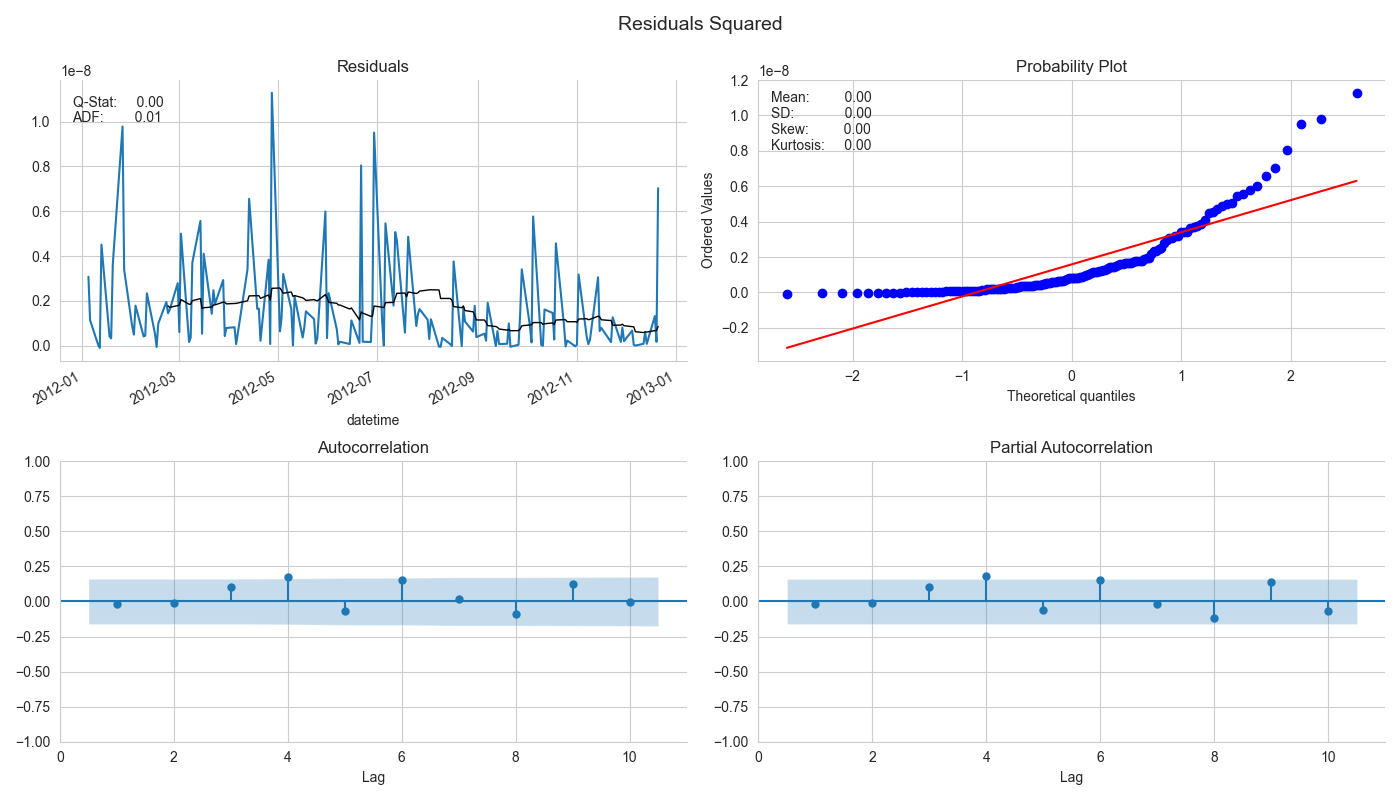 Residuals Squared
Residuals
1e−8
Q-Stat: 0.00
ADF: 0.01
1.0
0.8
0.6
0.4
0.2
0.0
2012-01 2012-03 2012-05 2012-07 2012-09 2012-11 2013-01
datetime
Probability Plot
1e−8
Mean: 0.00
SD: 0.00
Skew: 0.00
Kurtosis: 0.00
Ordered Values
1.2
1.0
0.8
0.6
0.4
0.2
0.0
−0.2
−2 −1 0 1 2
Theoretical quantiles
Autocorrelation
1.00
0.75
0.50
0.25
0.00
−0.25
−0.50
−0.75
−1.00
0 2 4 6 8 10
Lag
Partial Autocorrelation
1.00
0.75
0.50
0.25
0.00
−0.25
−0.50
−0.75
−1.00
0 2 4 6 8 10
Lag